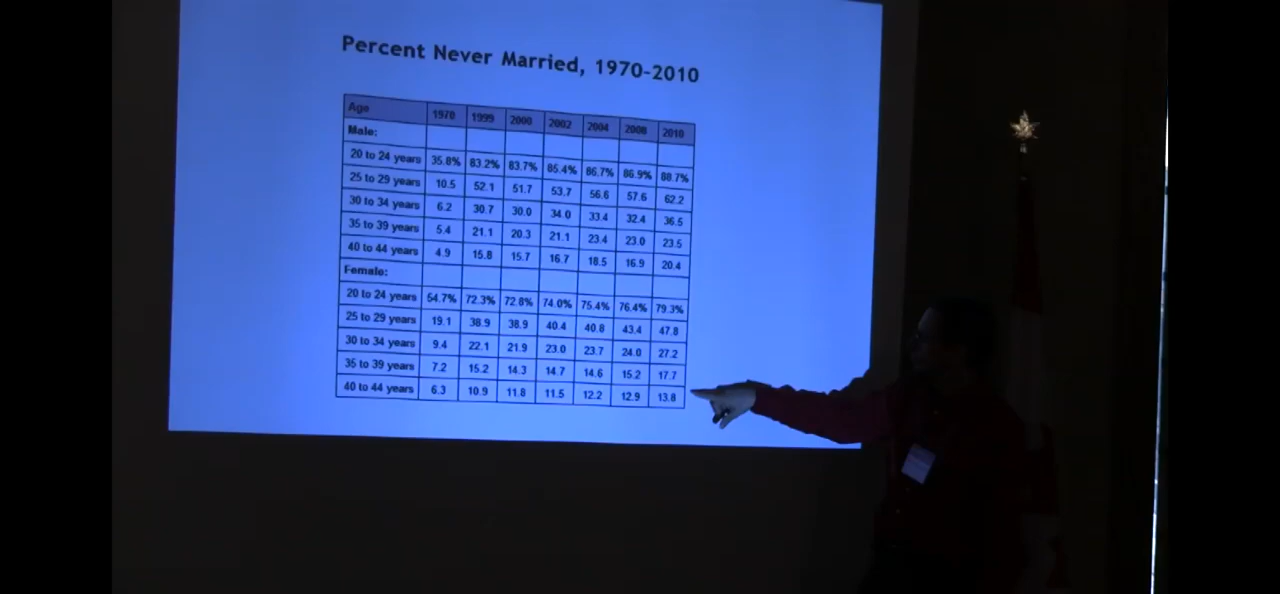 Percent Never Married, 1970-2010
Age 1970 1999 2000 2002 2004 2008 2010
Male:
20 to 24 years 35.8% 83.2% 83.7% 85.4% 86.7% 86.9% 88.7%
25 to 29 years 10.5 52.1 51.7 53.7 56.6 57.6 62.2
30 to 34 years 6.2 30.7 30.0 34.0 33.4 32.4 36.5
35 to 39 years 5.4 21.1 20.3 21.1 23.4 23.0 23.5
40 to 44 years 4.9 15.8 15.7 16.7 18.5 16.9 20.4
Female:
20 to 24 years 54.7% 72.3% 72.8% 74.0% 75.4% 76.4% 79.3%
25 to 29 years 19.1 38.9 38.9 40.4 40.8 43.4 47.8
30 to 34 years 9.4 22.1 21.9 23.0 23.7 24.0 27.2
35 to 39 years 7.2 15.2 14.3 14.7 14.6 15.2 17.7
40 to 44 years 6.3 10.9 11.8 11.5 12.2 12.9 13.8